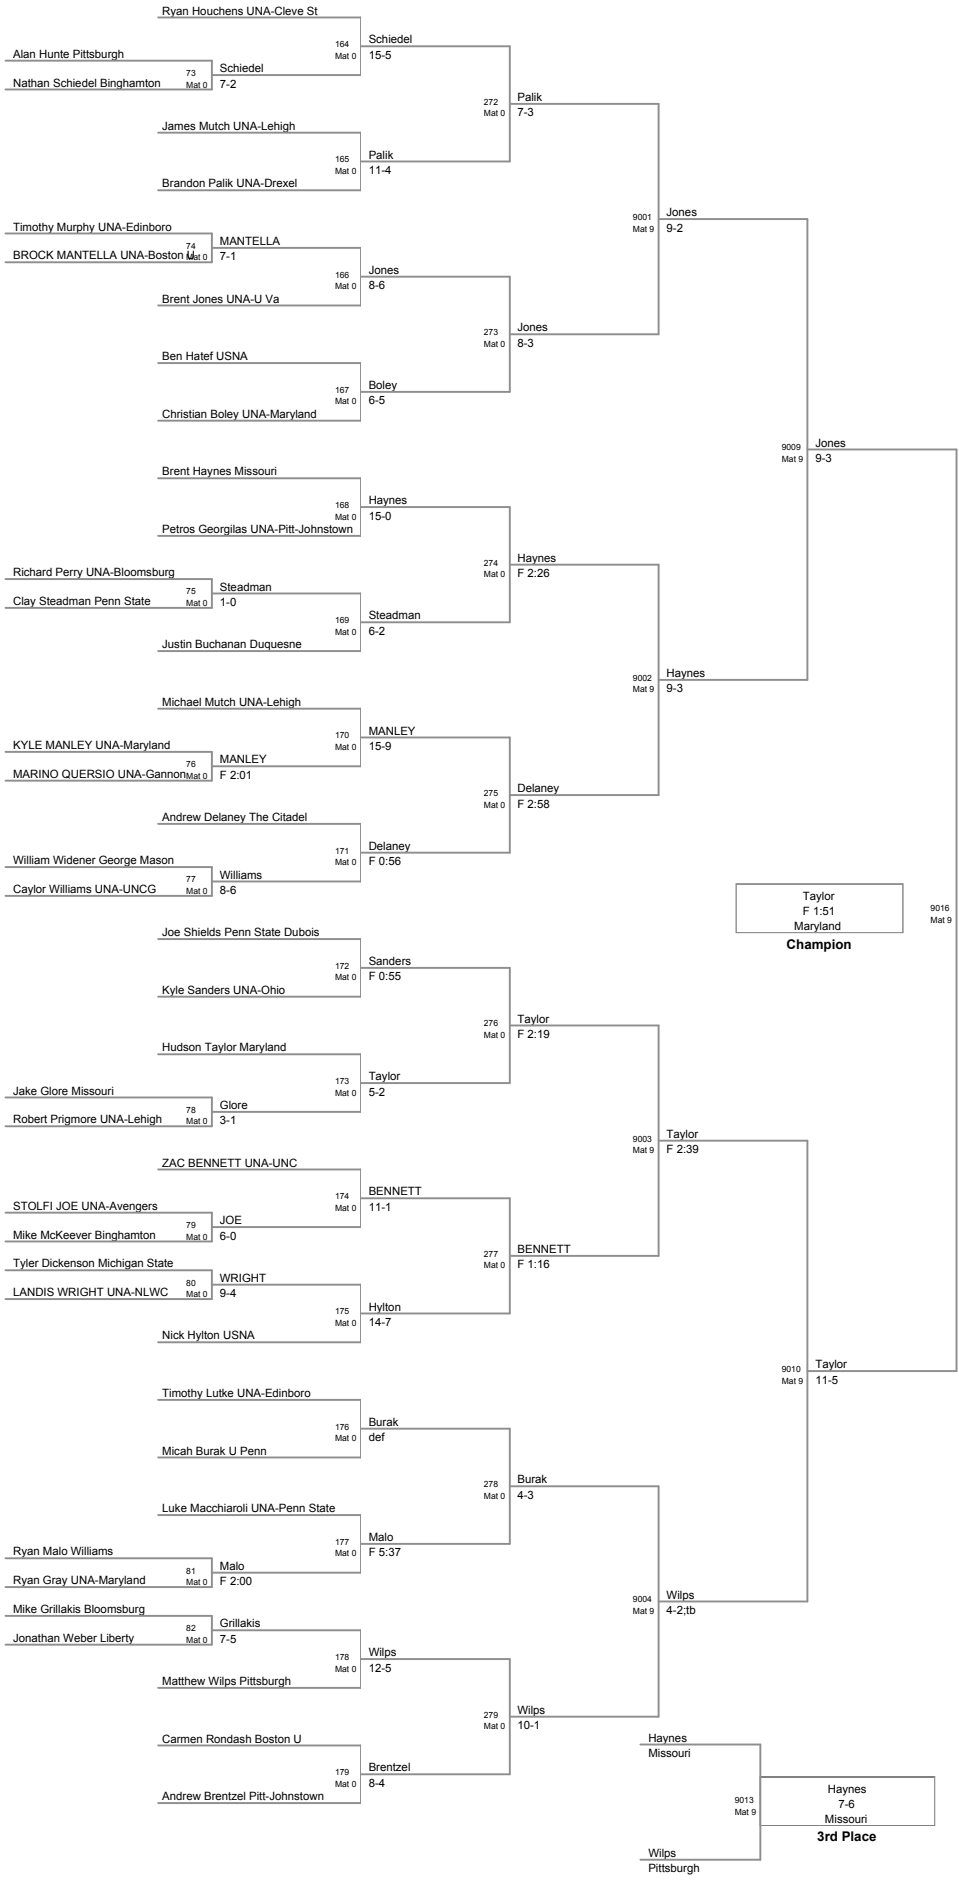 Ryan Houchens UNA-Cleve St
164
Mat 0
Schiedel
15-5
Alan Hunte Pittsburgh
73
Mat 0
Schiedel
7-2
Nathan Schiedel Binghamton
272
Mat 0
Palik
7-3
James Mutch UNA-Lehigh
165
Mat 0
Palik
11-4
Brandon Palik UNA-Drexel
9001
Mat 9
Jones
9-2
Timothy Murphy UNA-Edinboro
74
Mat 0
MANTELLA
7-1
BROCK MANTELLA UNA-Boston U
166
Mat 0
Jones
8-6
Brent Jones UNA-U Va
273
Mat 0
Jones
8-3
Ben Hatef USNA
167
Mat 0
Boley
6-5
Christian Boley UNA-Maryland
9009
Mat 9
Jones
9-3
Brent Haynes Missouri
168
Mat 0
Haynes
15-0
Petros Georgilas UNA-Pitt-Johnstown
274
Mat 0
Haynes
F 2:26
Richard Perry UNA-Bloomsburg
75
Mat 0
Steadman
1-0
Clay Steadman Penn State
169
Mat 0
Steadman
6-2
Justin Buchanan Duquesne
9002
Mat 9
Haynes
9-3
Michael Mutch UNA-Lehigh
170
Mat 0
MANLEY
15-9
KYLE MANLEY UNA-Maryland
76
Mat 0
MANLEY
F 2:01
MARINO QUERSIO UNA-Gannon
275
Mat 0
Delaney
F 2:58
Andrew Delaney The Citadel
171
Mat 0
Delaney
F 0:56
William Widener George Mason
77
Mat 0
Williams
8-6
Caylor Williams UNA-UNCG
Taylor
F 1:51
Maryland
Champion
9016
Mat 9
Joe Shields Penn State Dubois
172
Mat 0
Sanders
F 0:55
Kyle Sanders UNA-Ohio
276
Mat 0
Taylor
F 2:19
Hudson Taylor Maryland
173
Mat 0
Taylor
5-2
Jake Glore Missouri
78
Mat 0
Glore
3-1
Robert Prigmore UNA-Lehigh
9003
Mat 9
Taylor
F 2:39
ZAC BENNETT UNA-UNC
174
Mat 0
BENNETT
11-1
STOLFI JOE UNA-Avengers
79
Mat 0
JOE
6-0
Mike McKeever Binghamton
277
Mat 0
BENNETT
F 1:16
Tyler Dickenson Michigan State
80
Mat 0
WRIGHT
9-4
LANDIS WRIGHT UNA-NLWC
175
Mat 0
Hylton
14-7
Nick Hylton USNA
9010
Mat 9
Taylor
11-5
Timothy Lutke UNA-Edinboro
176
Mat 0
Burak
def
Micah Burak U Penn
278
Mat 0
Burak
4-3
Luke Macchiaroli UNA-Penn State
177
Mat 0
Malo
F 5:37
Ryan Malo Williams
81
Mat 0
Malo
F 2:00
Ryan Gray UNA-Maryland
9004
Mat 9
Wilps
4-2;tb
Mike Grillakis Bloomsburg
82
Mat 0
Grillakis
7-5
Jonathan Weber Liberty
178
Mat 0
Wilps
12-5
Matthew Wilps Pittsburgh
279
Mat 0
Wilps
10-1
Carmen Rondash Boston U
179
Mat 0
Brentzel
8-4
Andrew Brentzel Pitt-Johnstown
Haynes
Missouri
9013
Mat 9
Haynes
7-6
Missouri
3rd Place
Wilps
Pittsburgh